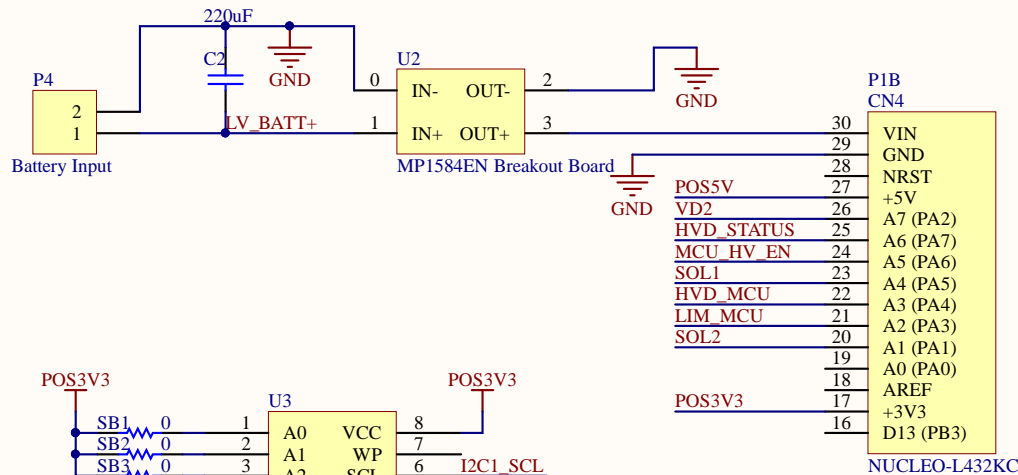 220uF
C2
GND
P4
2
1
Battery Input
LV_BATT+
U2
0 IN- OUT- 2
1 IN+ OUT+ 3
MP1584EN Breakout Board
GND
GND
P1B
CN4
30 VIN
29 GND
28 NRST
POS5V 27 +5V
VD2 26 A7 (PA2)
HVD_STATUS 25 A6 (PA7)
MCU_HV_EN 24 A5 (PA6)
SOL1 23 A4 (PA5)
HVD_MCU 22 A3 (PA4)
LIM_MCU 21 A2 (PA3)
SOL2 20 A1 (PA1)
19 A0 (PA0)
18 AREF
POS3V3 17 +3V3
16 D13 (PB3)
NUCLEO-L432KC
POS3V3
POS3V3
U3
SB1 0 1 A0 VCC 8
SB2 0 2 A1 WP 7
SB3 0 3 A2 SCL 6 I2C1_SCL